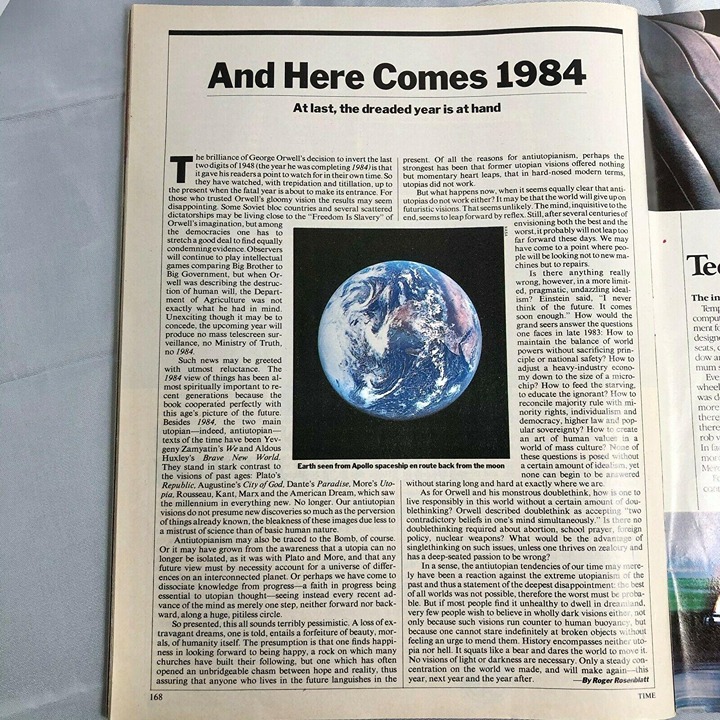 And Here Comes 1984
At last, the dreaded year is at hand
The brilliance of George Orwell's decision to invert the last
two digits of 1948 (the year he was completing 1984) is that
it gave his readers a point to watch for in their own time. So
they have watched, with trepidation and titillation, up to
the present when the fatal year is about to make its entrance. For
those who trusted Orwell's gloomy vision the results may seem
disappointing. Some Soviet bloc countries and several scattered
dictatorships may be living close to the "Freedom Is Slavery" of
Orwell's imagination, but among
the democracies one has to
stretch a good deal to find equally
condemning evidence. Observers
will continue to play intellectual
games comparing Big Brother to
Big Government, but when Or-
well was describing the destruc-
tion of human will, the Depart-
ment of Agriculture was not
exactly what he had in mind.
Unexciting though it may be to
concede, the upcoming year will
produce no mass telescreen sur-
veillance, no Ministry of Truth,
no 1984.
Such news may be greeted
with utmost reluctance. The
1984 view of things has been al-
most spiritually important to re-
cent generations because the
book cooperated perfectly with
this age's picture of the future.
Besides 1984, the two main
utopian—indeed, antiutopian—
texts of the time have been Yev-
geny Zamyatin's We and Aldous
Huxley's Brave New World.
They stand in stark contrast to
the visions of ages past: Plato's
Republic, Augustine's City of God, Dante's Paradise, More's Uto-
pia, Rousseau, Kant, Marx and the American Dream, which saw
the millennium in everything new. No longer. Our antiutopian
visions do not presume new discoveries so much as the perversion
of things already known, the bleakness of these images due less to
a mistrust of science than of basic human nature.
Antiutopianism may also be traced to the Bomb, of course.
Or it may have grown from the awareness that a utopia can no
longer be isolated, as it was with Plato and More, and that any
future view must by necessity account for a universe of differ-
ences on an interconnected planet. Or perhaps we have come to
dissociate knowledge from progress—a faith in progress being
essential to utopian thought—seeing instead every recent ad-
vance of the mind as merely one step, neither forward nor back-
ward, along a huge, pitiless circle.
So presented, this all sounds terribly pessimistic. A loss of ex-
travagant dreams, one is told, entails a forfeiture of beauty, mor-
als, of humanity itself. The presumption is that one finds happi-
ness in looking forward to being happy, a rock on which many
churches have built their following, but one which has often
opened an unbridgeable chasm between hope and reality, thus
assuring that anyone who lives in the future languishes in the
present. Of all the reasons for antiutopianism, perhaps the
strongest has been that former utopian visions offered nothing
but momentary heart leaps, that in hard-nosed modern terms,
utopias did not work.
But what happens now, when it seems equally clear that anti-
utopias do not work either? It may be that the world will give up on
futuristic visions. That seems unlikely. The mind, inquisitive to the
end, seems to leap forward by reflex. Still, after several centuries of
envisioning both the best and the
worst, it probably will not leap too
far forward these days. We may
have come to a point where peo-
ple will be looking not to new ma-
chines but to repairs.
Is there anything really
wrong, however, in a more limit-
ed, pragmatic, undazzling ideal-
ism? Einstein said, "I never
think of the future. It comes
soon enough." How would the
grand seers answer the questions
one faces in late 1983: How to
maintain the balance of world
powers without sacrificing prin-
ciple or national safety? How to
adjust a heavy-industry econo-
my down to the size of a micro-
chip? How to feed the starving,
to educate the ignorant? How to
reconcile majority rule with mi-
nority rights, individualism and
democracy, higher law and pop-
ular sovereignty? How to create
an art of human values in a
world of mass culture? None of
these questions is posed without
a certain amount of idealism, yet
none can begin to be answered
without staring long and hard at exactly where we are.
As for Orwell and his monstrous doublethink, how is one to
live responsibly in this world without a certain amount of dou-
blethinking? Orwell described doublethink as accepting "two
contradictory beliefs in one's mind simultaneously." Is there no
doublethinking required about abortion, school prayer, foreign
policy, nuclear weapons? What would be the advantage of
singlethinking on such issues, unless one thrives on zealotry and
has a deep-seated passion to be wrong?
In a sense, the antiutopian tendencies of our time may mere-
ly have been a reaction against the extreme utopianism of the
past and thus a statement of the deepest disappointment: the best
of all worlds was not possible, therefore the worst must be proba-
ble. But if most people find it unhealthy to dwell in dreamland,
very few people wish to believe in wholly dark visions either, not
only because such visions run counter to human buoyancy, but
because one cannot stare indefinitely at broken objects without
feeling an urge to mend them. History encompasses neither uto-
pia nor hell. It squats like a bear and dares the world to move it.
No visions of light or darkness are necessary. Only a steady con-
centration on the world we made, and will make again—this
year, next year and the year after.
—By Roger Rosenblatt
Earth seen from Apollo spaceship en route back from the moon
168
TIME
Tec
The in
Temp
comput
ment fo
designe
seats, c
dow a
mum s
Eve
wheel
was d
more
there
rob v
In fac
mor
Merc